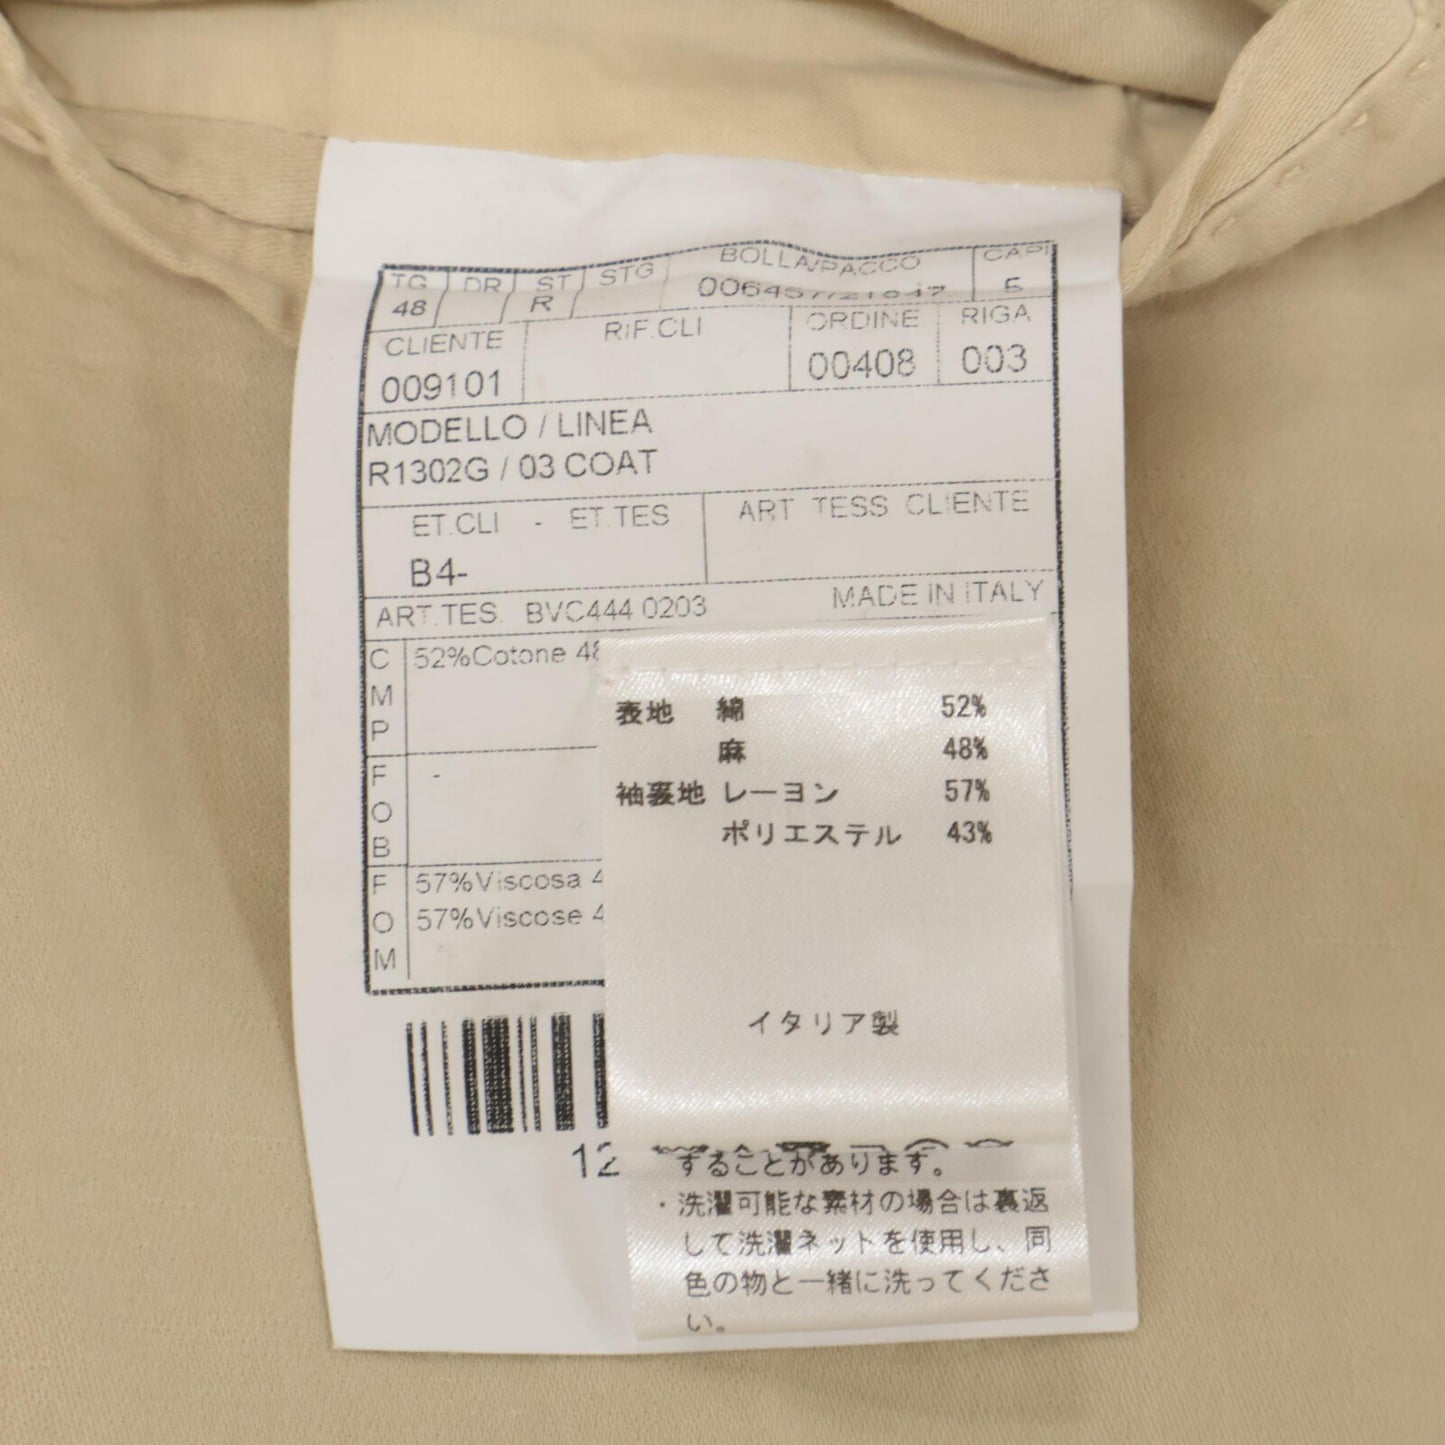 TG DR ST STG BOLLA/PACCO CAPI
48 R 5
CLIENTE RIF.CLI ORDINE RIGA
009101 00408 003
MODELLO / LINEA
R1302G / 03 COAT
ET.CLI - ET.TES ART TESS CLIENTE
B4-
ART.TES. BVC444 0203 MADE IN ITALY
CMP 52%Cotone 48
FOB -
FOM 57%Viscosa 4
57%Viscose 4
12
表地 綿 52%
麻 48%
袖裏地 レーヨン 57%
ポリエステル 43%
イタリア製
することがあります。
・洗濯可能な素材の場合は裏返
して洗濯ネットを使用し、同
色の物と一緒に洗ってくださ
い。